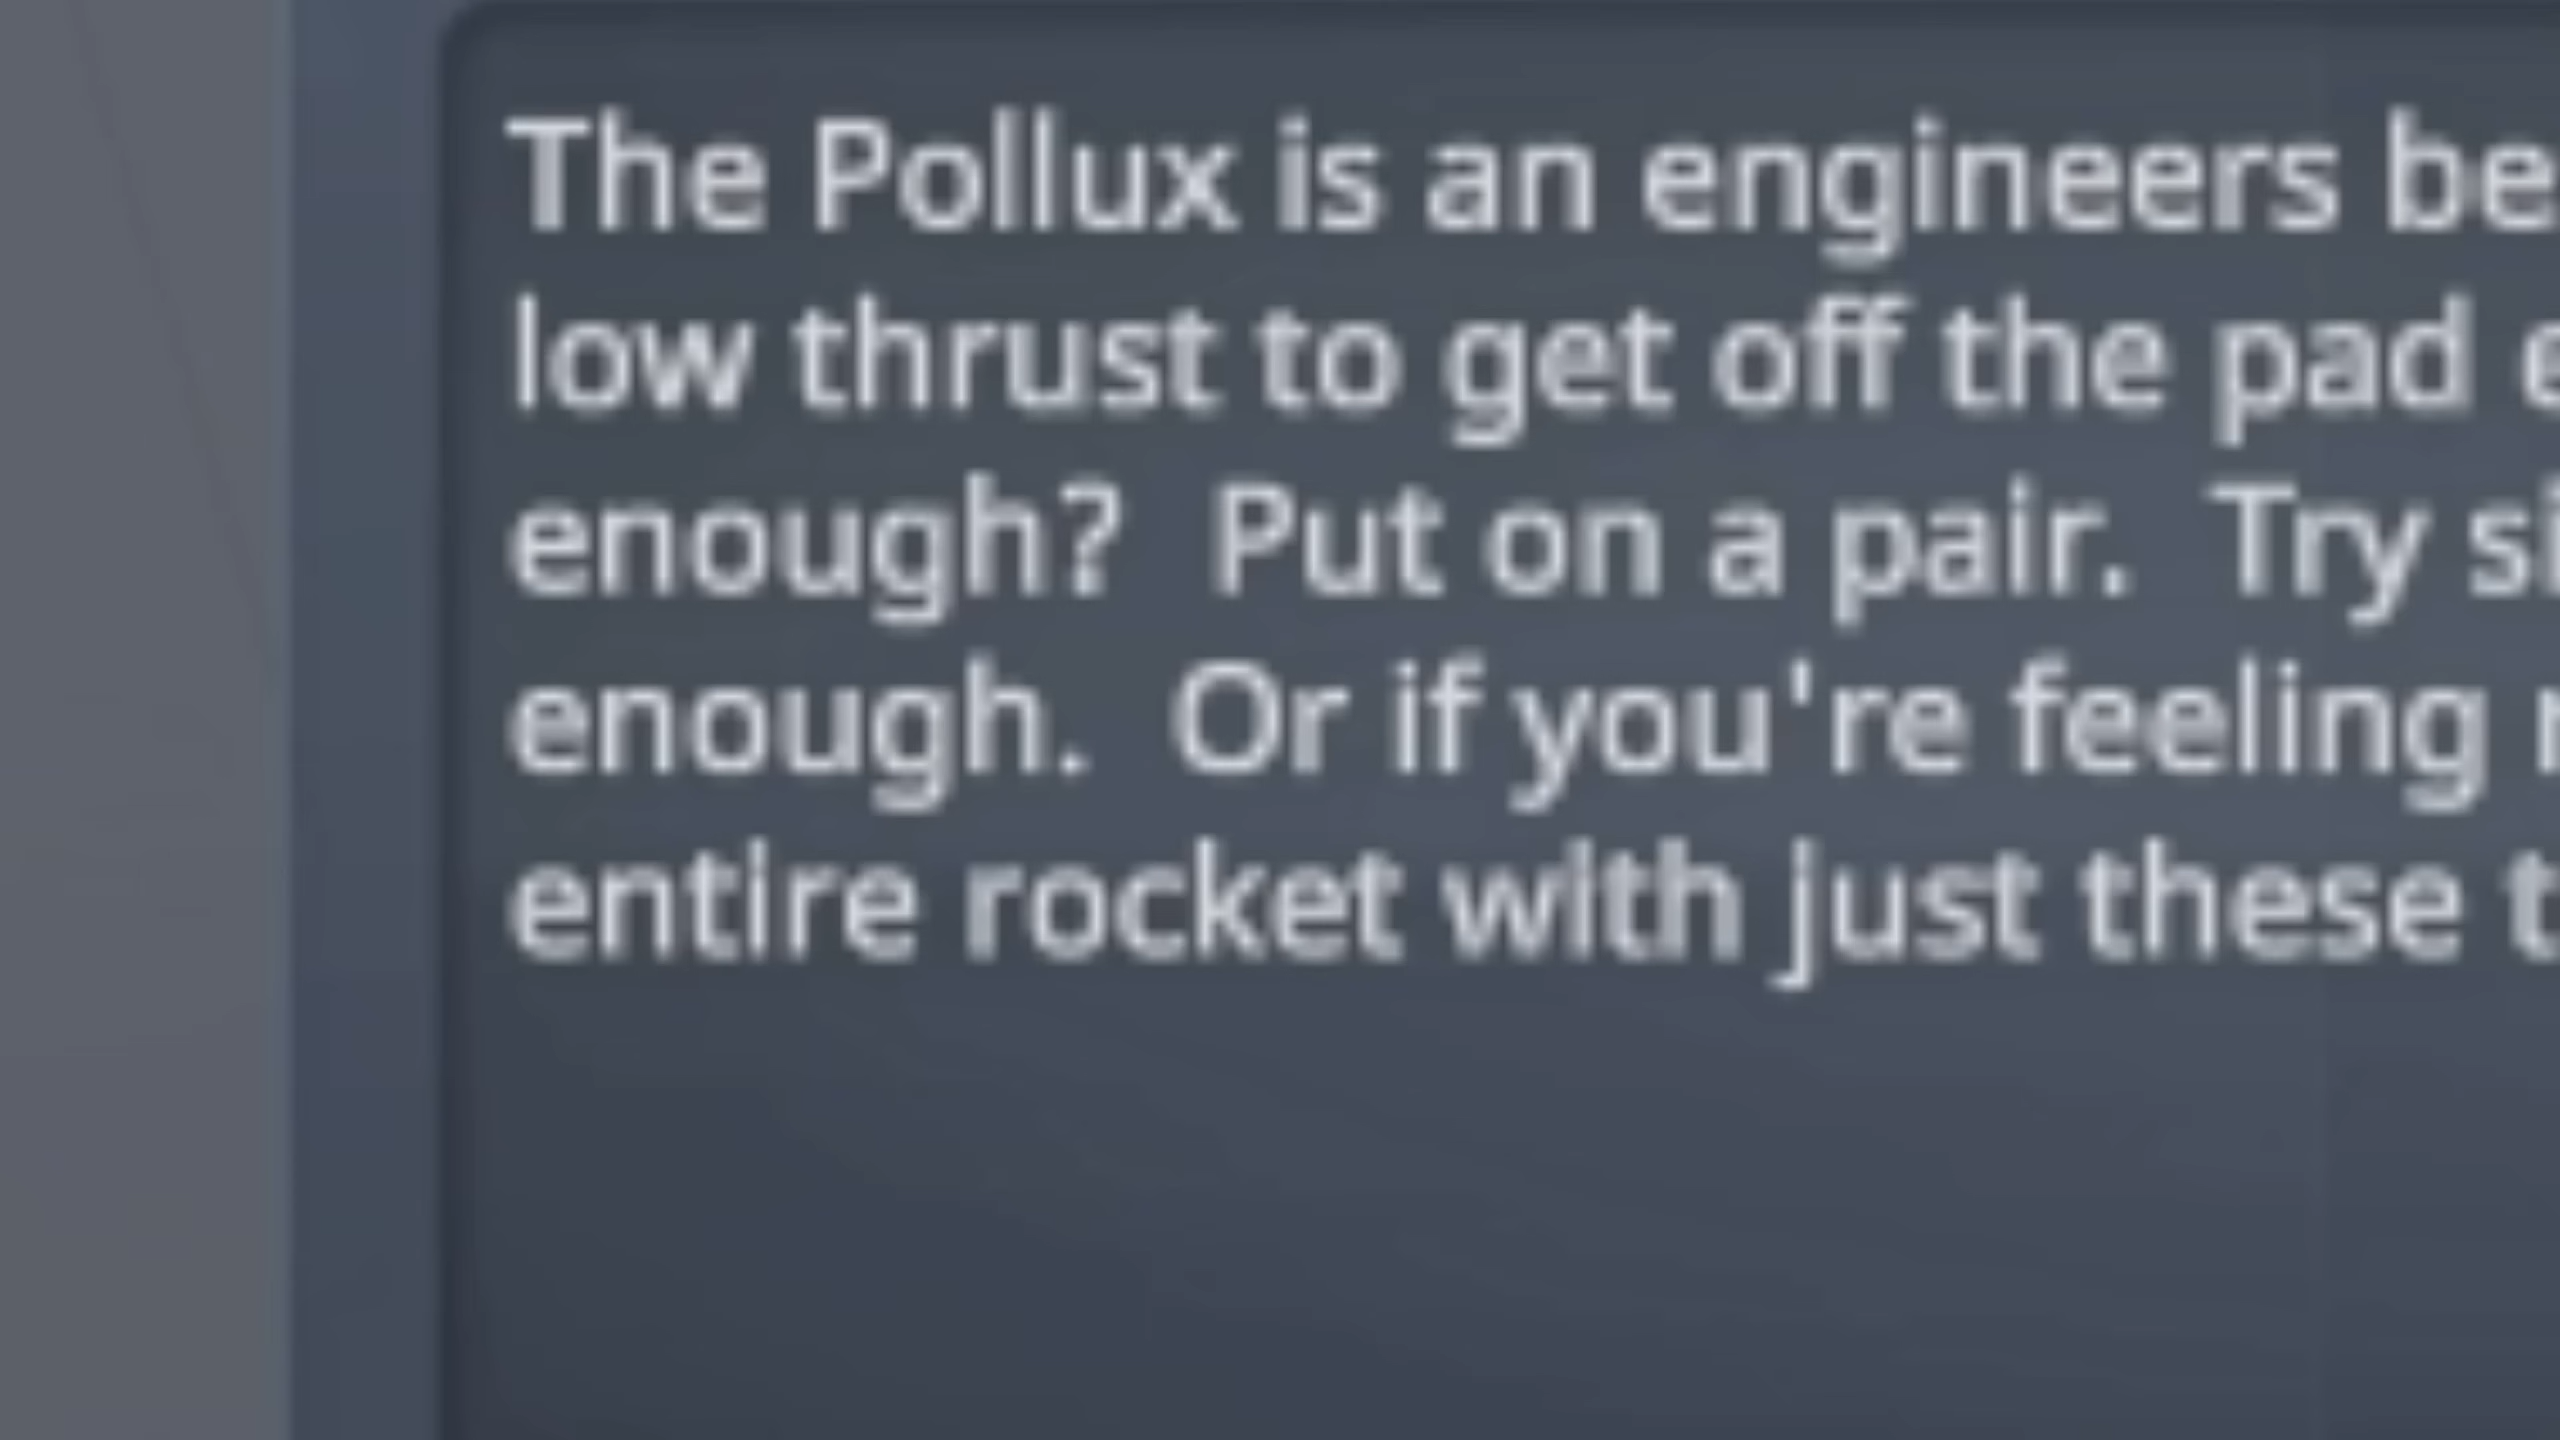 The Pollux is an engineers be
low thrust to get off the pad e
enough?  Put on a pair.  Try si
enough.  Or if you're feeling r
entire rocket with just these t